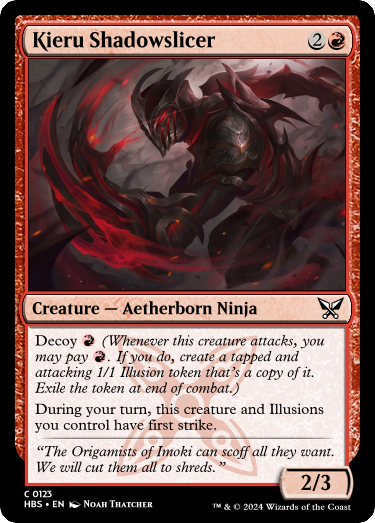 Kieru Shadowslicer 2
Creature — Aetherborn Ninja
Decoy (Whenever this creature attacks, you
may pay . If you do, create a tapped and
attacking 1/1 Illusion token that's a copy of it.
Exile the token at end of combat.)
During your turn, this creature and Illusions
you control have first strike.
“The Origamists of Imoki can scoff all they want.
We will cut them all to shreds.”
2/3
C 0123
HBS • EN Noah Thatcher
™ & © 2024 Wizards of the Coast